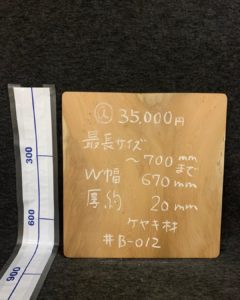 ② 35,000円
最長サイズ
～700mmまで
W幅 670mm
厚約 20mm
ケヤキ材
#B-012
300
600
900